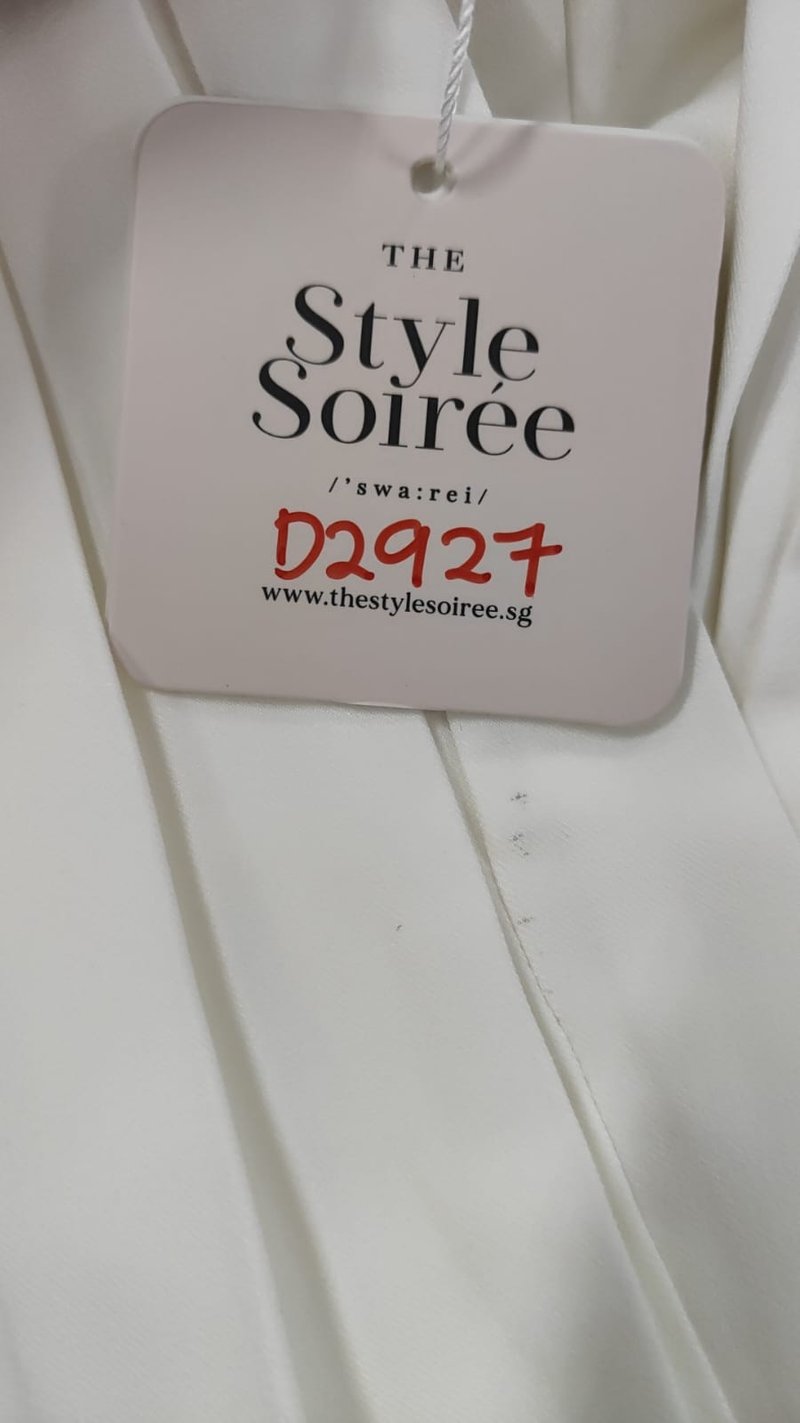 THE
Style
Soirée
/'swa:rei/
D2927
www.thestylesoiree.sg